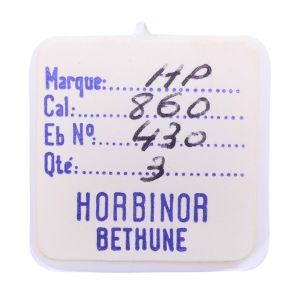 Marque:......HP
Cal:......860
Eb Nº:......430
Qté:......3
HORBINOR
BETHUNE